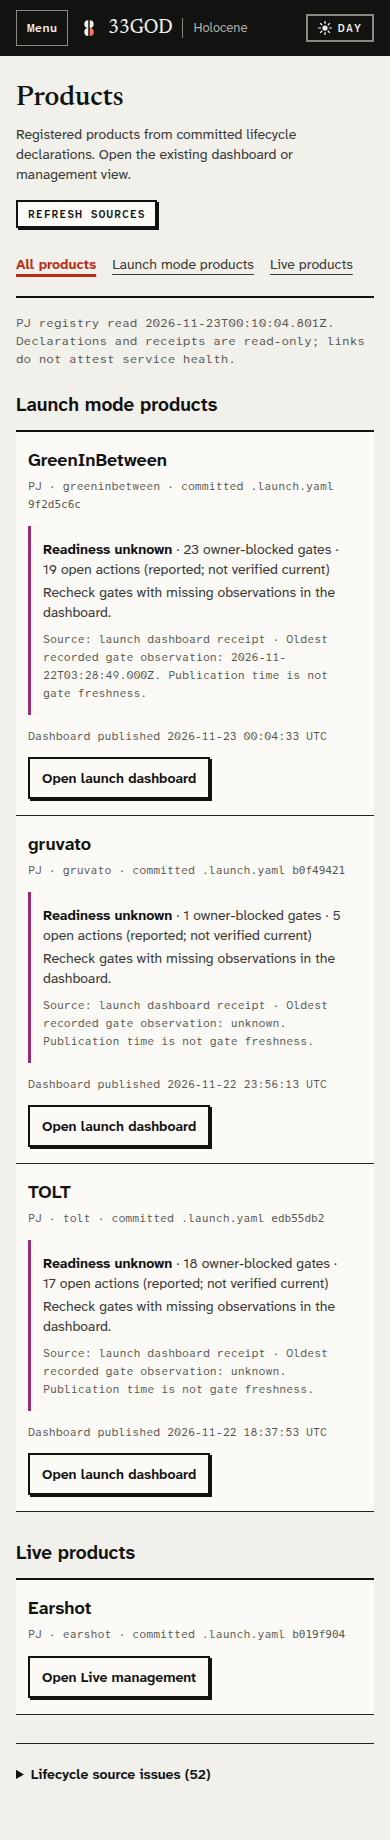 Menu
33GOD
Holocene
DAY
Products
Registered products from committed lifecycle
declarations. Open the existing dashboard or
management view.
REFRESH SOURCES
All products
Launch mode products
Live products
PJ registry read 2026-11-23T00:10:04.801Z.
Declarations and receipts are read-only; links
do not attest service health.
Launch mode products
GreenInBetween
PJ · greeninbetween · committed .launch.yaml
9f2d5c6c
Readiness unknown · 23 owner-blocked gates ·
19 open actions (reported; not verified current)
Recheck gates with missing observations in the
dashboard.
Source: launch dashboard receipt · Oldest
recorded gate observation: 2026-11-
22T03:28:49.000Z. Publication time is not
gate freshness.
Dashboard published 2026-11-23 00:04:33 UTC
Open launch dashboard
gruvato
PJ · gruvato · committed .launch.yaml b0f49421
Readiness unknown · 1 owner-blocked gates · 5
open actions (reported; not verified current)
Recheck gates with missing observations in the
dashboard.
Source: launch dashboard receipt · Oldest
recorded gate observation: unknown.
Publication time is not gate freshness.
Dashboard published 2026-11-22 23:56:13 UTC
Open launch dashboard
TOLT
PJ · tolt · committed .launch.yaml edb55db2
Readiness unknown · 18 owner-blocked gates ·
17 open actions (reported; not verified current)
Recheck gates with missing observations in the
dashboard.
Source: launch dashboard receipt · Oldest
recorded gate observation: unknown.
Publication time is not gate freshness.
Dashboard published 2026-11-22 18:37:53 UTC
Open launch dashboard
Live products
Earshot
PJ · earshot · committed .launch.yaml b019f904
Open Live management
Lifecycle source issues (52)